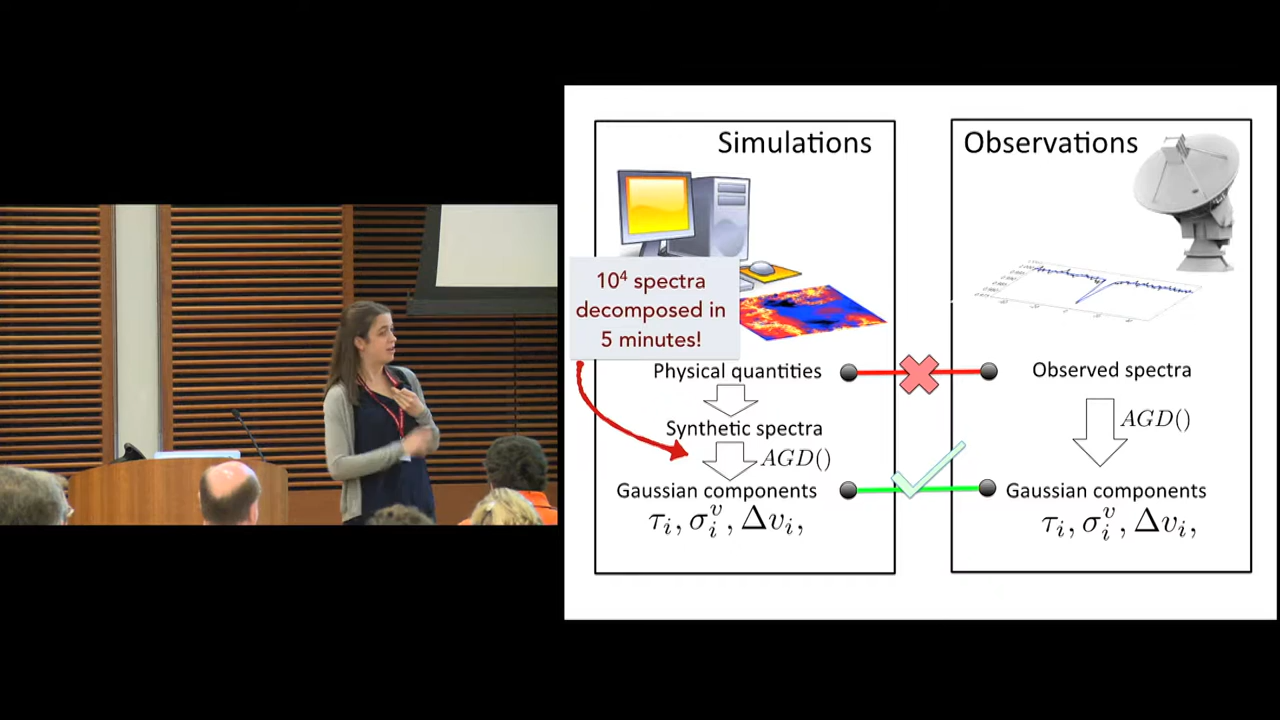 Simulations
10⁴ spectra
decomposed in
5 minutes!
Physical quantities
Synthetic spectra
AGD()
Gaussian components
τᵢ, σᵢᵛ, Δvᵢ,
Observations
Observed spectra
AGD()
Gaussian components
τᵢ, σᵢᵛ, Δvᵢ,